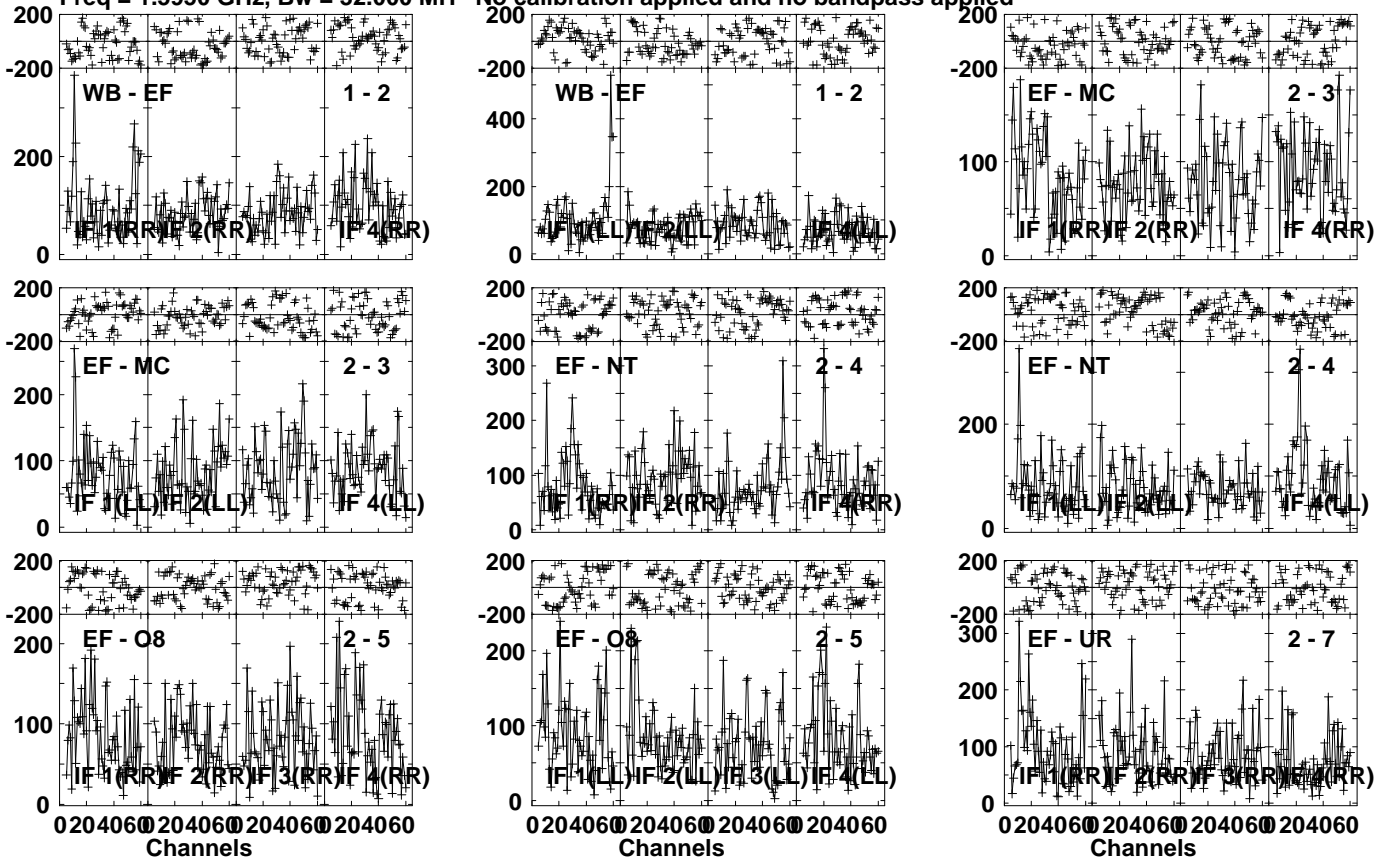 Freq = 1.5950 GHz, Bw = 32.000 MH No calibration applied and no bandpass applied
200
-200
WB - EF 1 - 2
200
0
IF 1(RR) IF 2(RR) IF 4(RR)
200
-200
WB - EF 1 - 2
400
200
0
IF 1(LL) IF 2(LL) IF 4(LL)
200
-200
EF - MC 2 - 3
100
0
IF 1(RR) IF 2(RR) IF 4(RR)
200
-200
EF - MC 2 - 3
200
100
0
IF 1(LL) IF 2(LL) IF 4(LL)
200
-200
EF - NT 2 - 4
300
200
100
0
IF 1(RR) IF 2(RR) IF 4(RR)
200
-200
EF - NT 2 - 4
200
0
IF 1(LL) IF 2(LL) IF 4(LL)
200
-200
EF - O8 2 - 5
200
100
0
IF 1(RR) IF 2(RR) IF 3(RR) IF 4(RR)
0 20 40 60 0 20 40 60 0 20 40 60 0 20 40 60
Channels
200
-200
EF - O8 2 - 5
200
100
0
IF 1(LL) IF 2(LL) IF 3(LL) IF 4(LL)
0 20 40 60 0 20 40 60 0 20 40 60 0 20 40 60
Channels
200
-200
EF - UR 2 - 7
300
200
100
0
IF 1(RR) IF 2(RR) IF 3(RR) IF 4(RR)
0 20 40 60 0 20 40 60 0 20 40 60 0 20 40 60
Channels